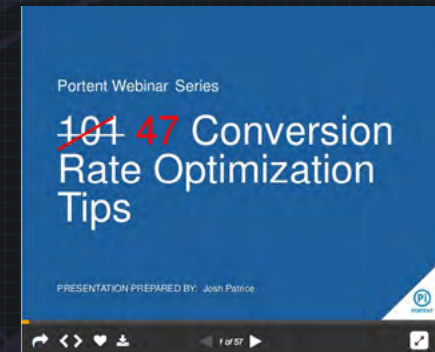 Portent Webinar Series
101 47 Conversion
Rate Optimization
Tips
PRESENTATION PREPARED BY: Josh Patrice
PORTENT
1 of 57